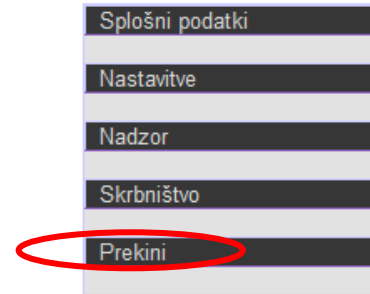 Splošni podatki
Nastavitve
Nadzor
Skrbništvo
Prekini